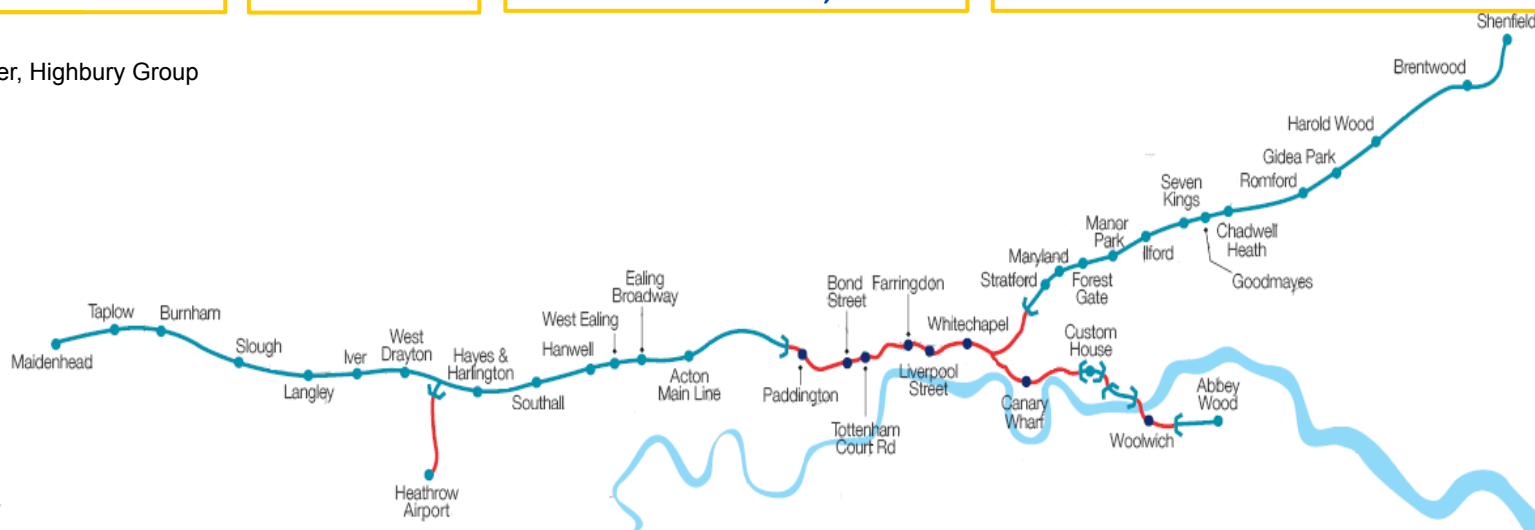 er, Highbury Group
Shenfield
Brentwood
Harold Wood
Gidea Park
Romford
Seven
Kings
Chadwell
Heath
Goodmayes
Ilford
Manor
Park
Forest
Gate
Maryland
Stratford
Custom
House
Abbey
Wood
Woolwich
Canary
Wharf
Whitechapel
Liverpool
Street
Farringdon
Bond
Street
Tottenham
Court Rd
Paddington
Acton
Main Line
Ealing
Broadway
West Ealing
Hanwell
Southall
Hayes &
Harlington
Heathrow
Airport
West
Drayton
Iver
Langley
Slough
Burnham
Taplow
Maidenhead